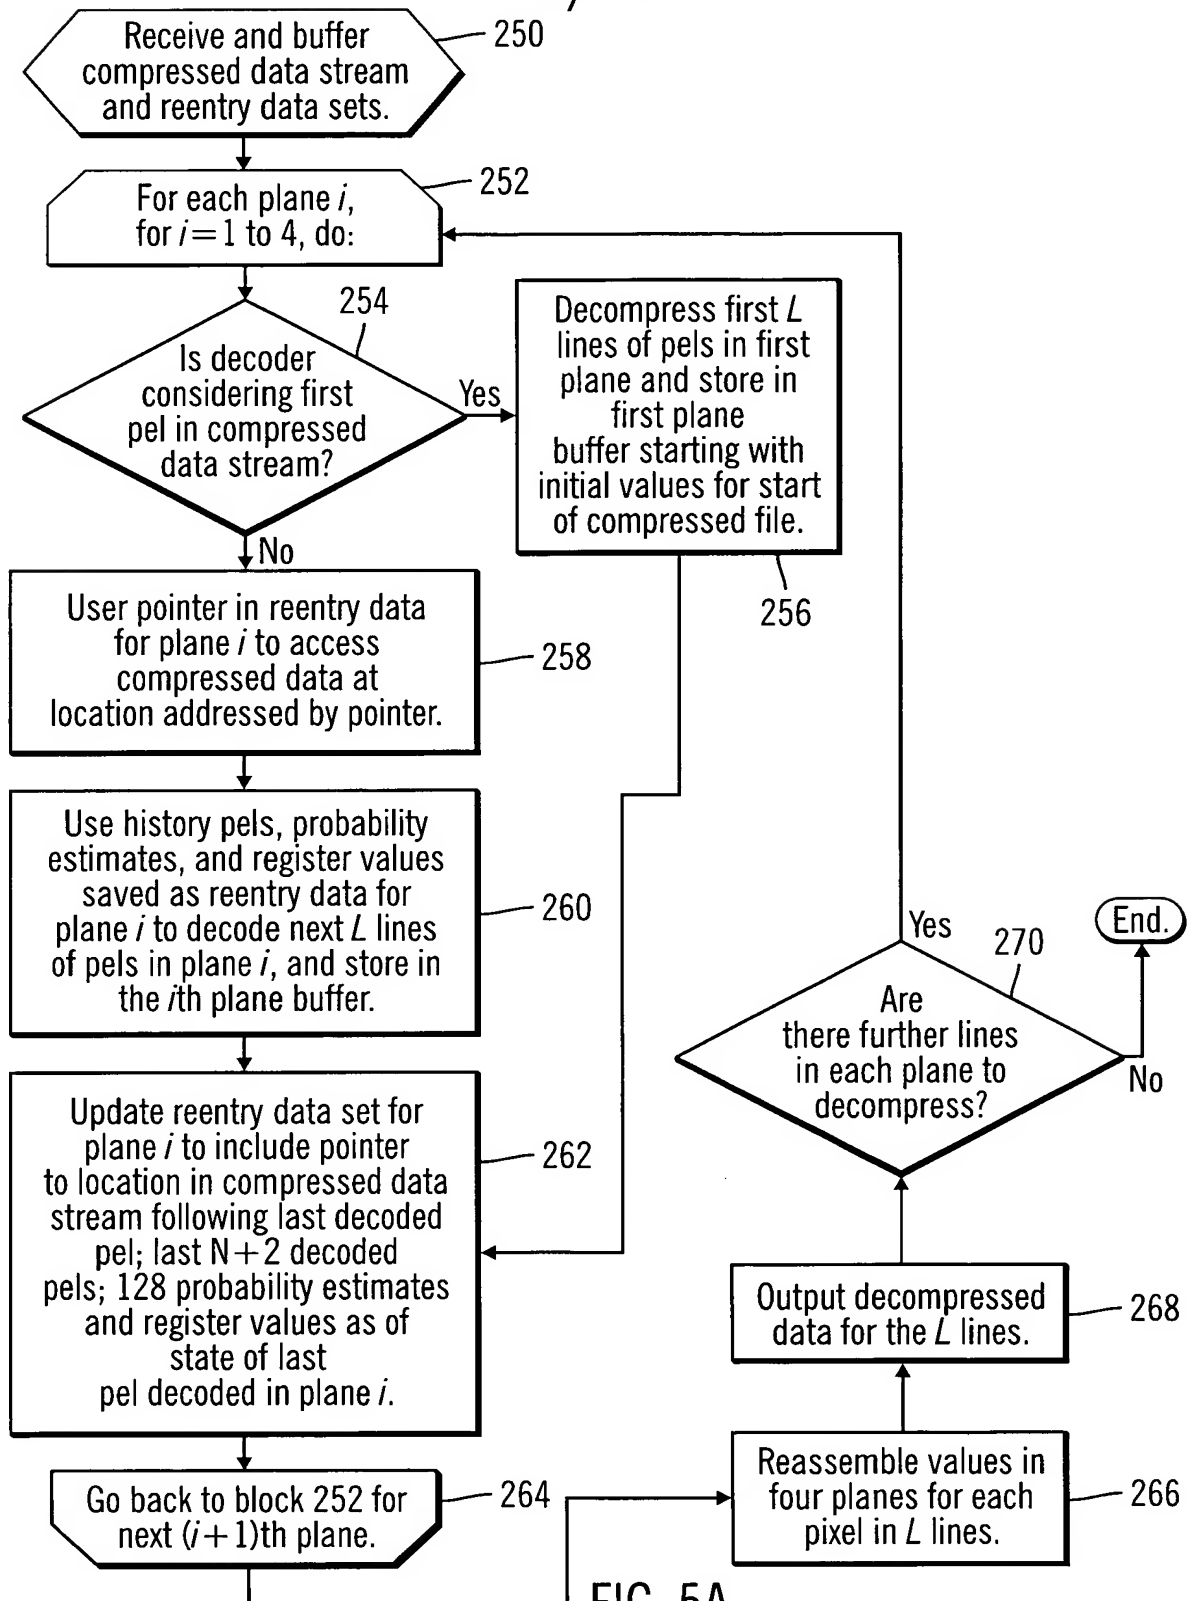 Receive and buffer
compressed data stream
and reentry data sets.
250
For each plane i,
for i=1 to 4, do:
252
254
Is decoder
considering first
pel in compressed
data stream?
Yes
No
Decompress first L
lines of pels in first
plane and store in
first plane
buffer starting with
initial values for start
of compressed file.
256
User pointer in reentry data
for plane i to access
compressed data at
location addressed by pointer.
258
Use history pels, probability
estimates, and register values
saved as reentry data for
plane i to decode next L lines
of pels in plane i, and store in
the ith plane buffer.
260
Update reentry data set for
plane i to include pointer
to location in compressed data
stream following last decoded
pel; last N+2 decoded
pels; 128 probability estimates
and register values as of
state of last
pel decoded in plane i.
262
Go back to block 252 for
next (i+1)th plane.
264
Reassemble values in
four planes for each
pixel in L lines.
266
Output decompressed
data for the L lines.
268
Are
there further lines
in each plane to
decompress?
270
Yes
No
End.
FIG. 5A